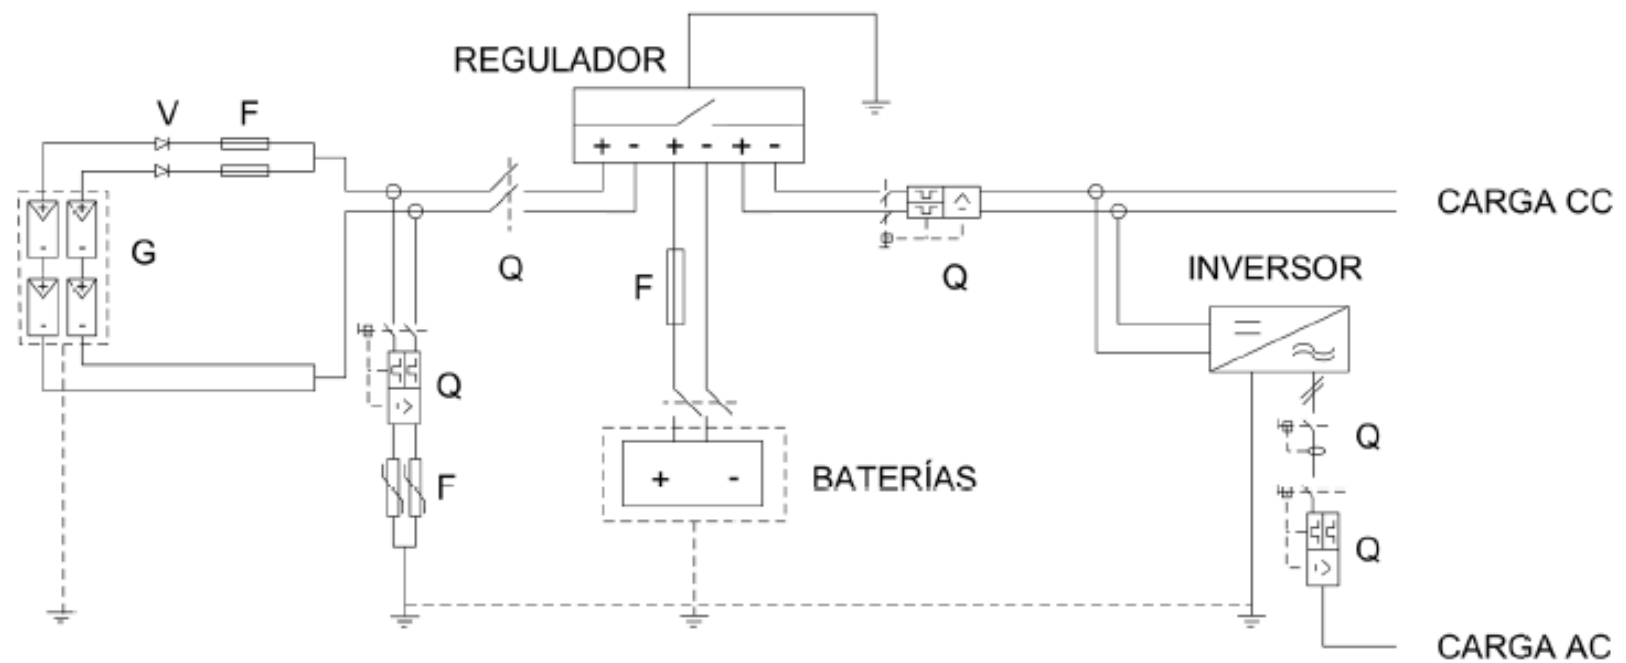 REGULADOR
V F
+ - + - + -
CARGA CC
+ +
- -
G
Q
F
Q
INVERSOR
+ +
- -
Q
Q
F
+ -
BATERÍAS
Q
CARGA AC